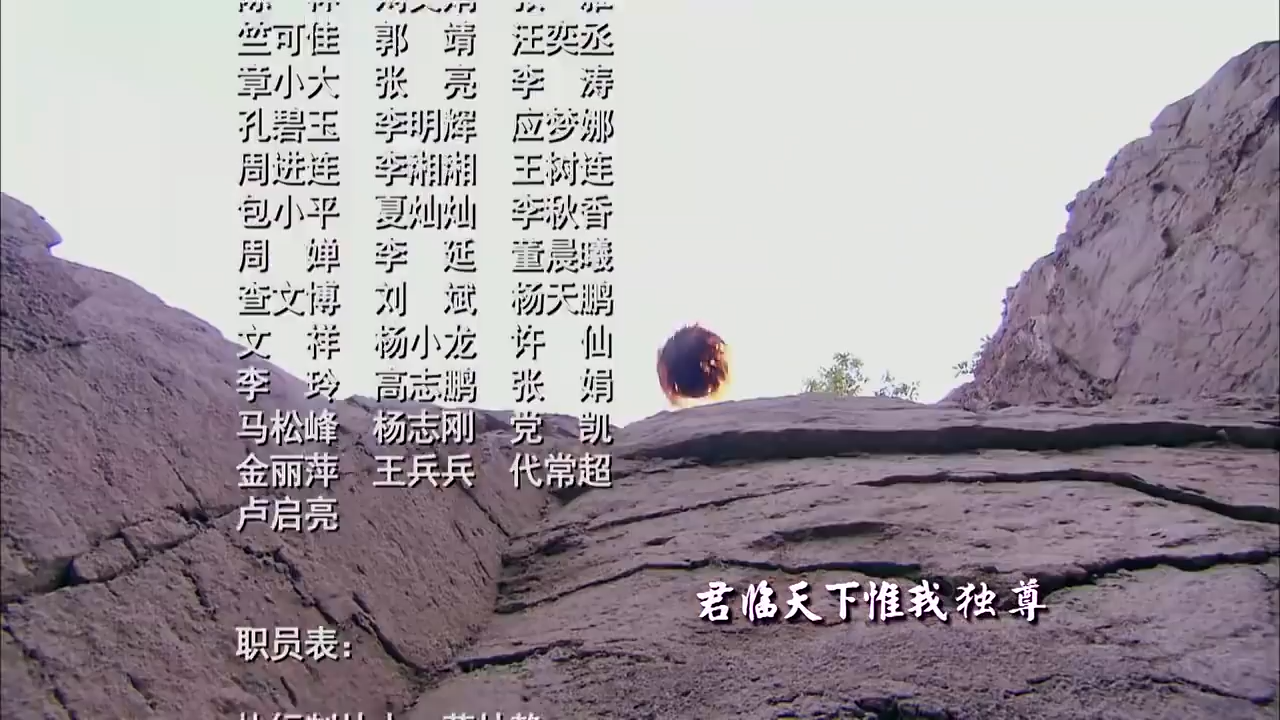 竺可佳 郭 靖 汪奕丞
章小大 张 亮 李 涛
孔碧玉 李明辉 应梦娜
周进连 李湘湘 王树连
包小平 夏灿灿 李秋香
周 婵 李 延 董晨曦
查文博 刘 斌 杨天鹏
文 祥 杨小龙 许 仙
李 玲 高志鹏 张 娟
马松峰 杨志刚 党 凯
金丽萍 王兵兵 代常超
卢启亮
君临天下惟我独尊
职员表：